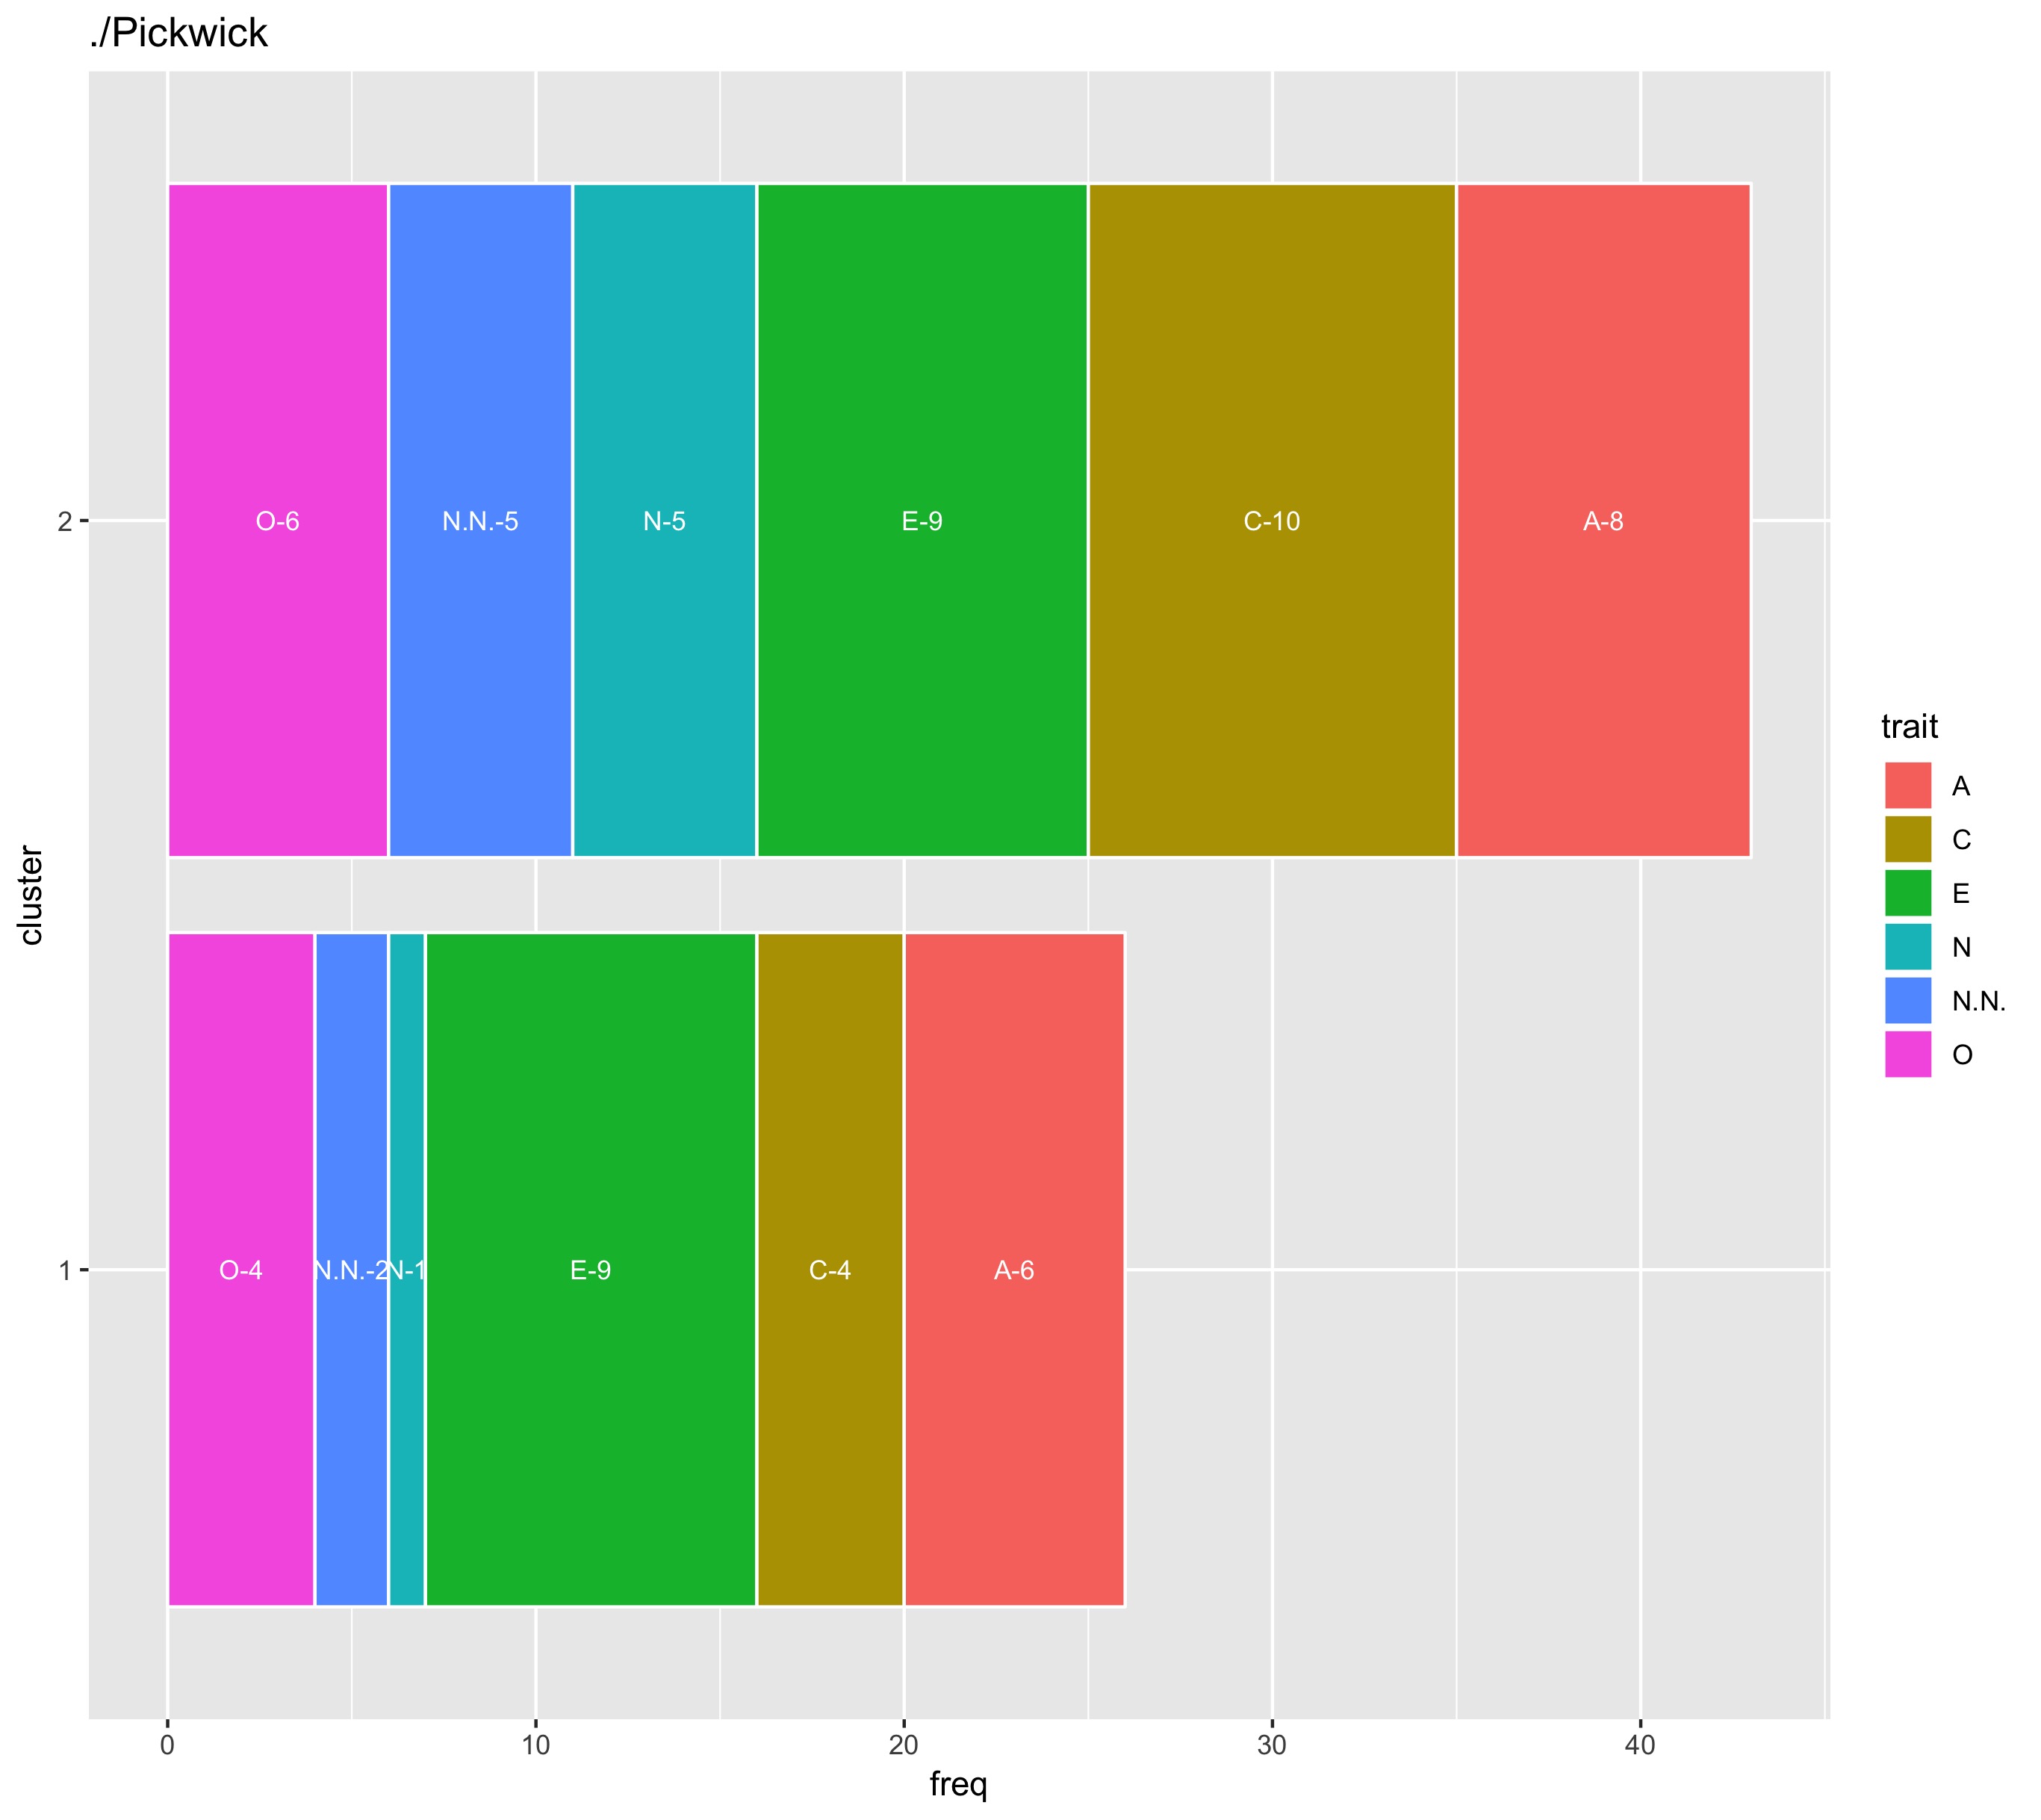 ./Pickwick
cluster
2
O-6 N.N.-5 N-5 E-9 C-10 A-8
1
O-4 N.N.-2 N-1 E-9 C-4 A-6
0 10 20 30 40
freq
trait
A
C
E
N
N.N.
O